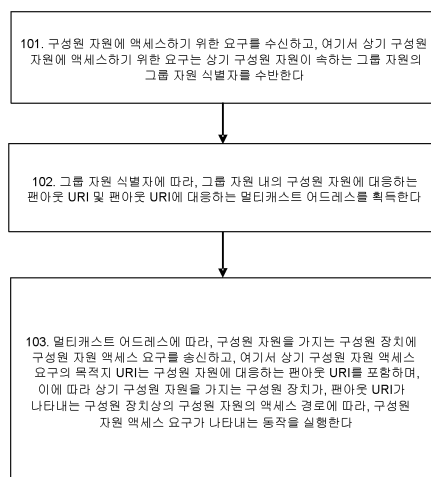 101. 구성원 자원에 액세스하기 위한 요구를 수신하고, 여기서 상기 구성원
자원에 액세스하기 위한 요구는 상기 구성원 자원이 속하는 그룹 자원의
그룹 자원 식별자를 수반한다
102. 그룹 자원 식별자에 따라, 그룹 자원 내의 구성원 자원에 대응하는
팬아웃 URI 및 팬아웃 URI에 대응하는 멀티캐스트 어드레스를 획득한다
103. 멀티캐스트 어드레스에 따라, 구성원 자원을 가지는 구성원 장치에
구성원 자원 액세스 요구를 송신하고, 여기서 상기 구성원 자원 액세스
요구의 목적지 URI는 구성원 자원에 대응하는 팬아웃 URI를 포함하며,
이에 따라 상기 구성원 자원을 가지는 구성원 장치가, 팬아웃 URI가
나타내는 구성원 장치상의 구성원 자원의 액세스 경로에 따라, 구성원
자원 액세스 요구가 나타내는 동작을 실행한다